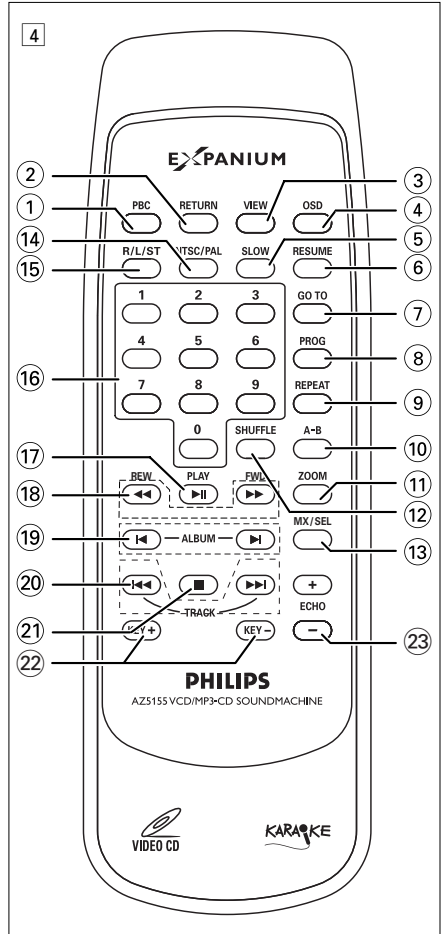 4
EXPANIUM
2
3
PBC RETURN VIEW OSD
1
4
14
5
R/L/ST NTSC/PAL SLOW RESUME
15
6
1 2 3 GO TO
7
4 5 6 PROG
16
8
7 8 9 REPEAT
9
0 SHUFFLE A-B
10
17
REW PLAY FWD ZOOM
11
18
12
MX/SEL
19
ALBUM
13
20
+
TRACK
ECHO
21
KEY + KEY – –
22
23
PHILIPS
AZ5155 VCD/MP3-CD SOUNDMACHINE
VIDEO CD
KARAOKE